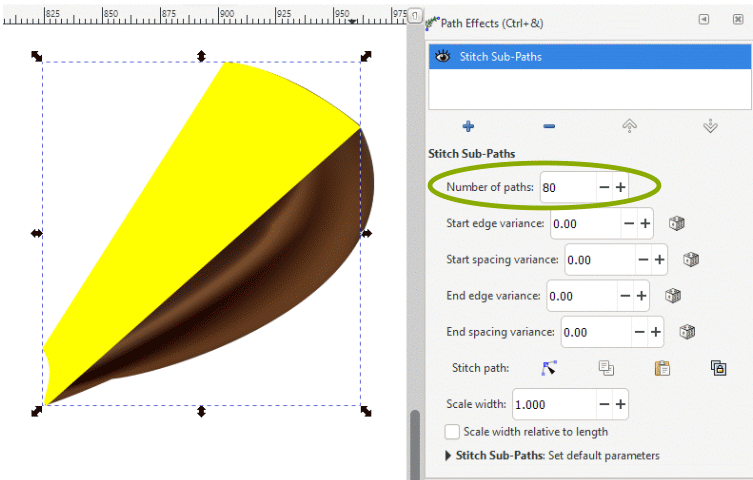 825 850 875 900 925 950 975
Path Effects (Ctrl+&)
Stitch Sub-Paths
Stitch Sub-Paths
Number of paths: 80
Start edge variance: 0.00
Start spacing variance: 0.00
End edge variance: 0.00
End spacing variance: 0.00
Stitch path:
Scale width: 1.000
Scale width relative to length
Stitch Sub-Paths: Set default parameters